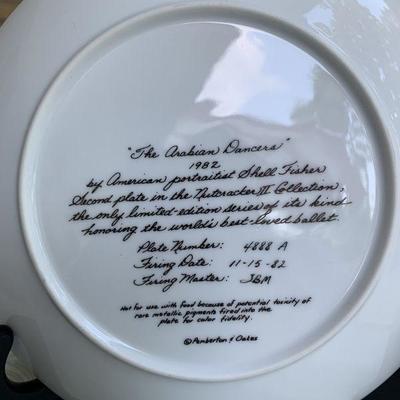 "The Arabian Dancers"
1982
by American portraitist Shell Fisher
Second plate in the Nutcracker II Collection,
the only limited-edition series of its kind
honoring the world's best-loved ballet.
Plate Number: 4888 A
Firing Date: 11-15-82
Firing Master: JBM
Not for use with food because of potential toxicity of
rare metallic pigments fired into the
plate for color fidelity.
© Pemberton & Oakes